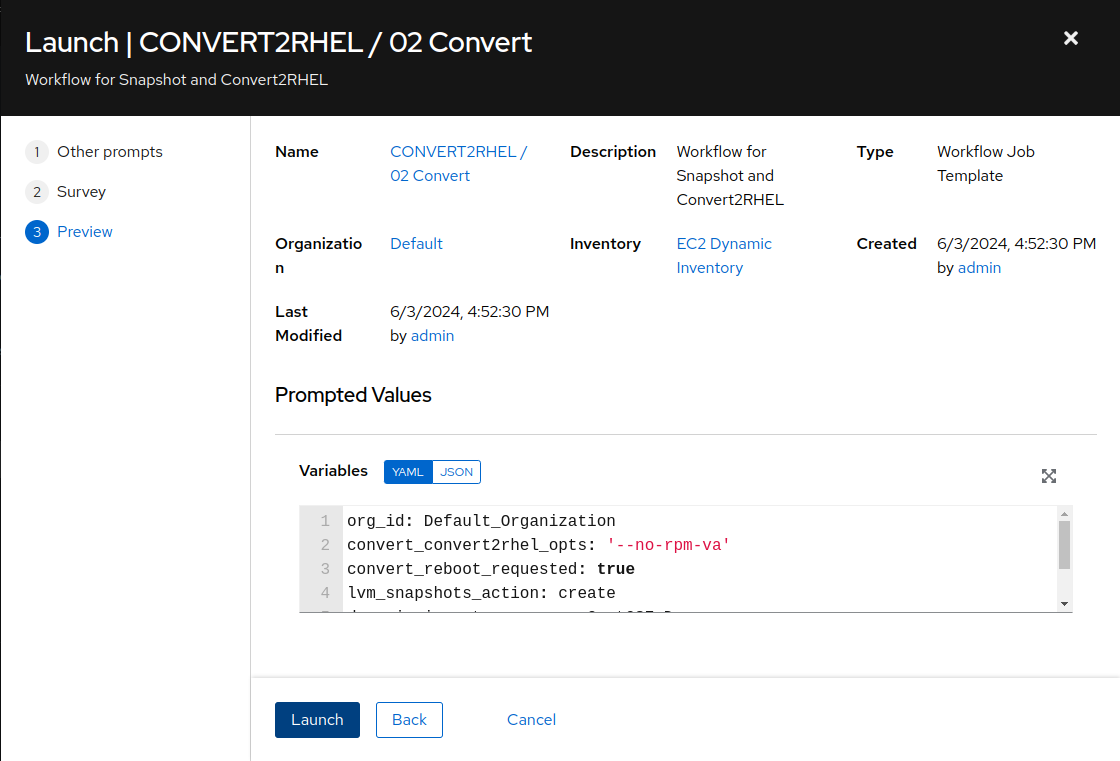 Launch | CONVERT2RHEL / 02 Convert
Workflow for Snapshot and Convert2RHEL
1 Other prompts
2 Survey
3 Preview
Name
CONVERT2RHEL /
02 Convert
Description
Workflow for
Snapshot and
Convert2RHEL
Type
Workflow Job
Template
Organizatio
n
Default
Inventory
EC2 Dynamic
Inventory
Created
6/3/2024, 4:52:30 PM
by admin
Last
Modified
6/3/2024, 4:52:30 PM
by admin
Prompted Values
Variables YAML JSON
1 org_id: Default_Organization
2 convert_convert2rhel_opts: '--no-rpm-va'
3 convert_reboot_requested: true
4 lvm_snapshots_action: create
Launch Back Cancel